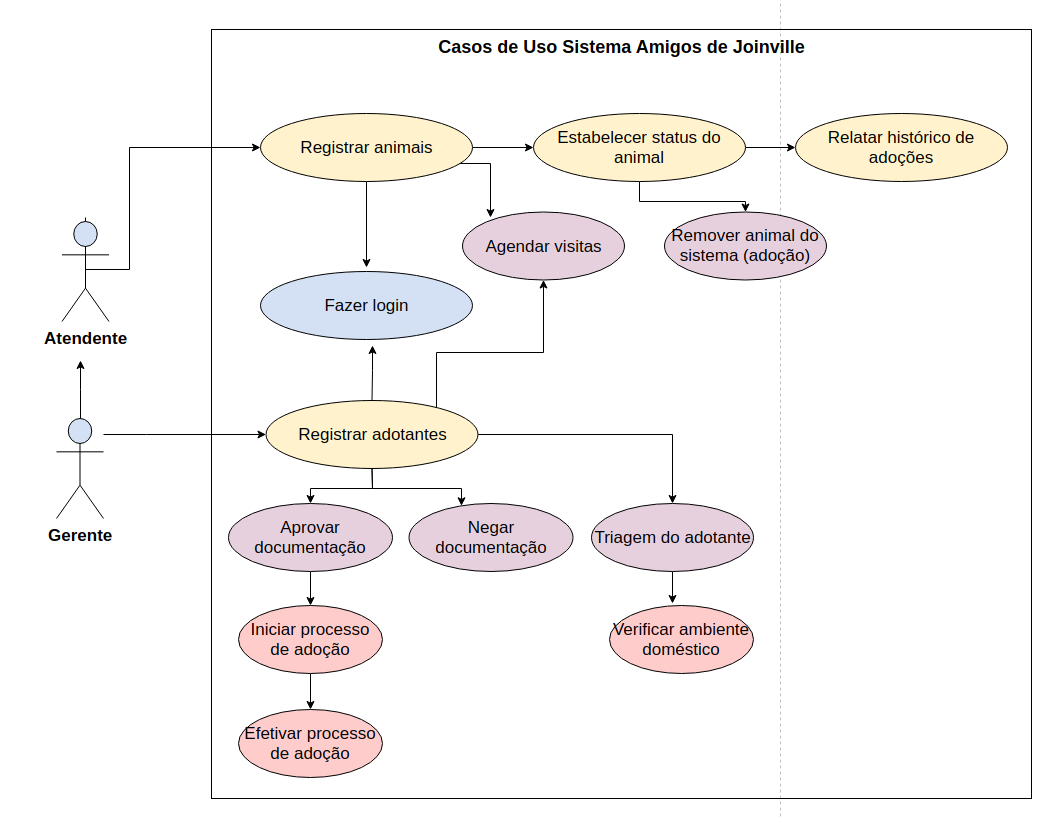 Casos de Uso Sistema Amigos de Joinville
Registrar animais
Estabelecer status do
animal
Relatar histórico de
adoções
Agendar visitas
Remover animal do
sistema (adoção)
Fazer login
Atendente
Registrar adotantes
Gerente
Aprovar
documentação
Negar
documentação
Triagem do adotante
Iniciar processo
de adoção
Verificar ambiente
doméstico
Efetivar processo
de adoção